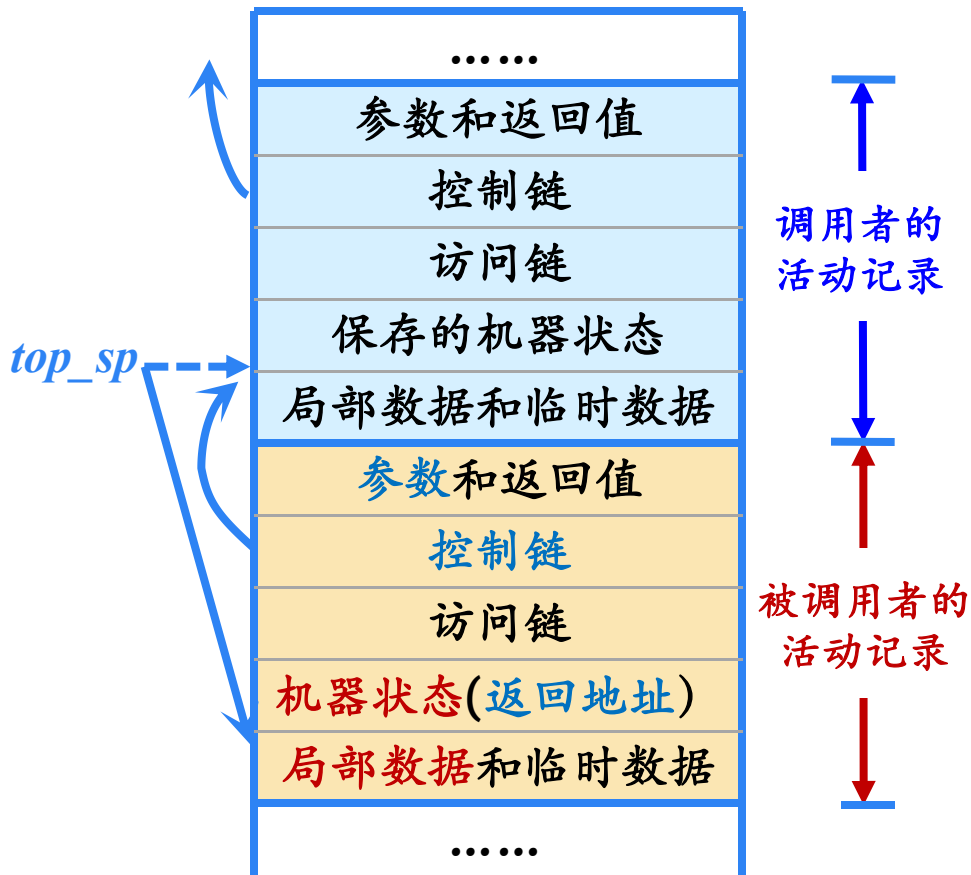 ……
参数和返回值
控制链
访问链
保存的机器状态
局部数据和临时数据
参数和返回值
控制链
访问链
机器状态(返回地址)
局部数据和临时数据
……
top_sp
调用者的
活动记录
被调用者的
活动记录